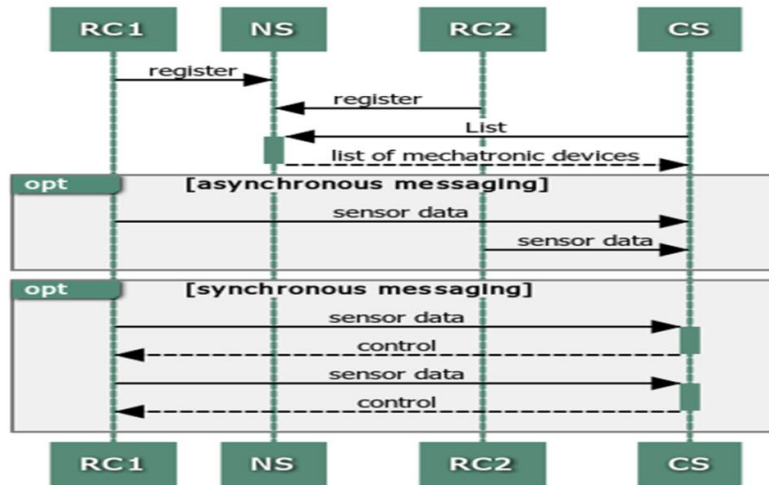 RC1 NS RC2 CS
register
register
List
list of mechatronic devices
opt [asynchronous messaging]
sensor data
sensor data
opt [synchronous messaging]
sensor data
control
sensor data
control
RC1 NS RC2 CS